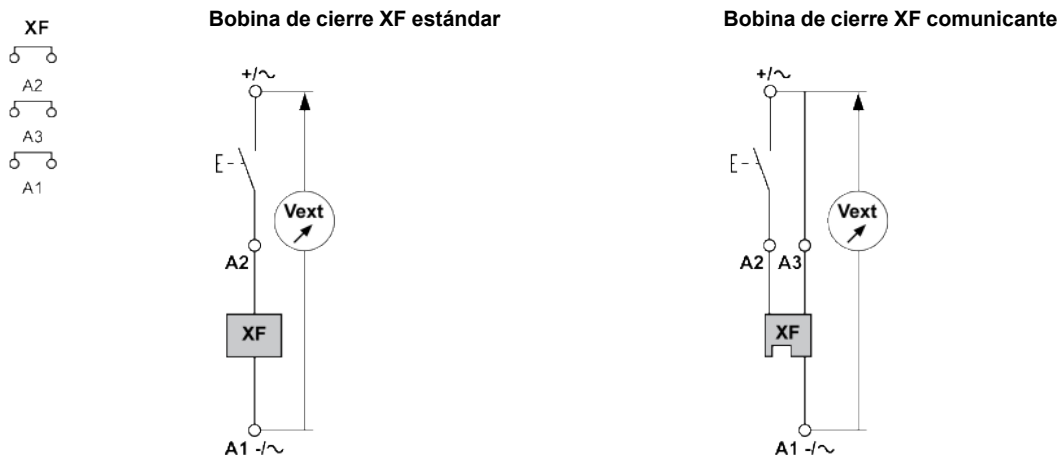 XF
A2
A3
A1
Bobina de cierre XF estándar
+/~
E
Vext
A2
XF
A1 -/~
Bobina de cierre XF comunicante
+/~
E
Vext
A2 A3
XF
A1 -/~